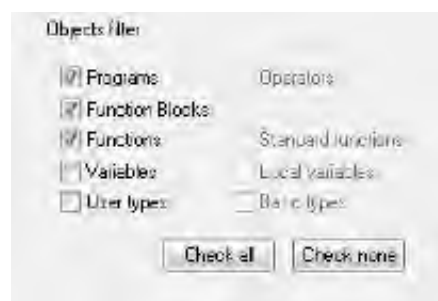 Objects filter
Programs Operators
Function Blocks
Functions Standard functions
Variables Local variables
User types Basic types
Check all Check none